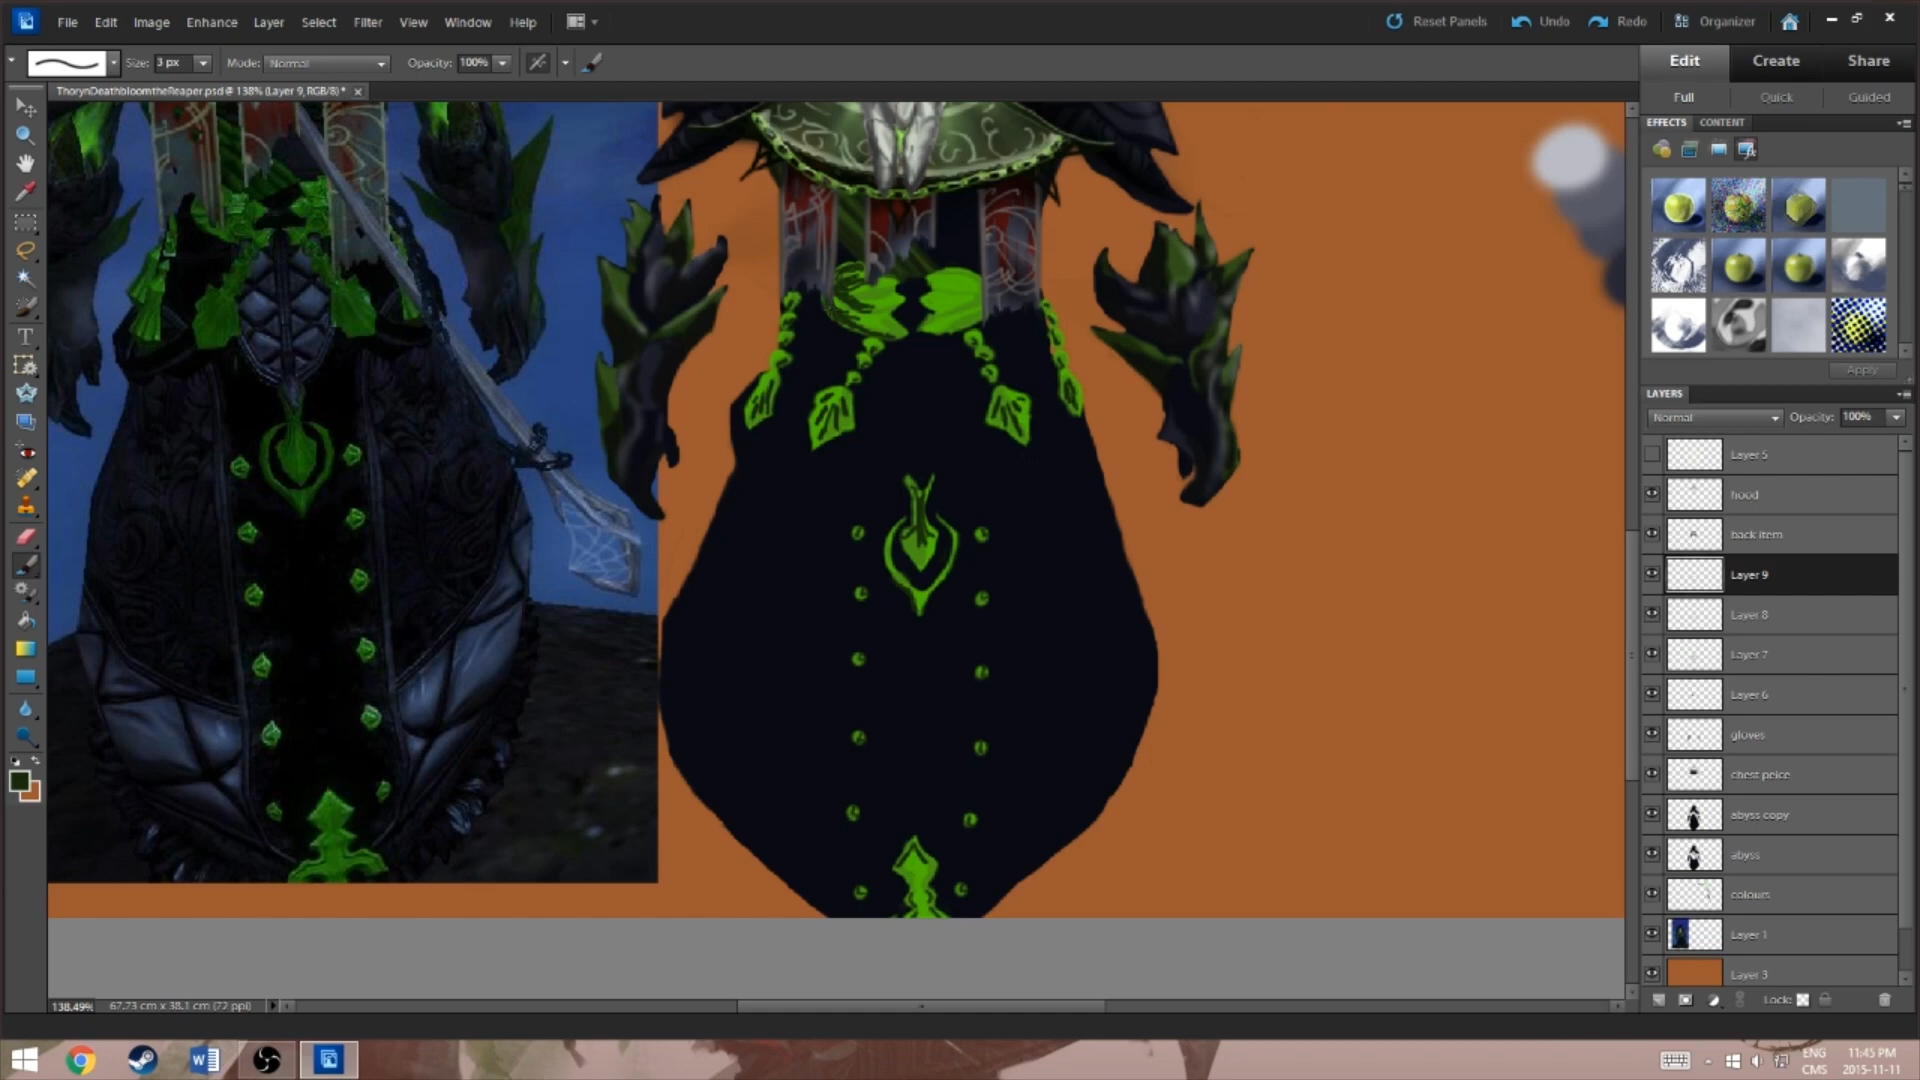 File Edit Image Enhance Layer Select Filter View Window Help
Reset Panels Undo Redo Organizer
Size: 3 px Mode: Normal Opacity: 100%
Edit Create Share
ThorynDeathbloomtheReaper.psd @ 138% (Layer 9, RGB/8) *
Full Quick Guided
EFFECTS CONTENT
Apply
LAYERS
Normal Opacity: 100%
Layer 5
hood
back item
Layer 9
Layer 8
Layer 7
Layer 6
gloves
chest peice
abyss copy
abyss
colours
Layer 1
Layer 3
138.49% 67.73 cm x 38.1 cm (72 ppi)
Lock:
ENG 11:45 PM
CMS 2015-11-11